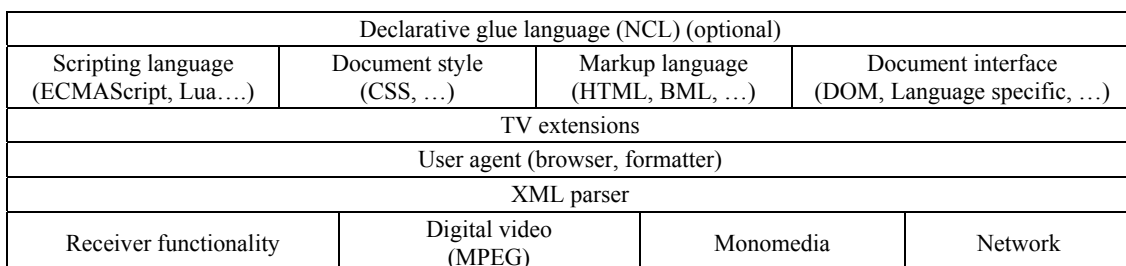 Declarative glue language (NCL) (optional)
Scripting language
(ECMAScript, Lua….)
Document style
(CSS, …)
Markup language
(HTML, BML, …)
Document interface
(DOM, Language specific, …)
TV extensions
User agent (browser, formatter)
XML parser
Receiver functionality
Digital video
(MPEG)
Monomedia
Network